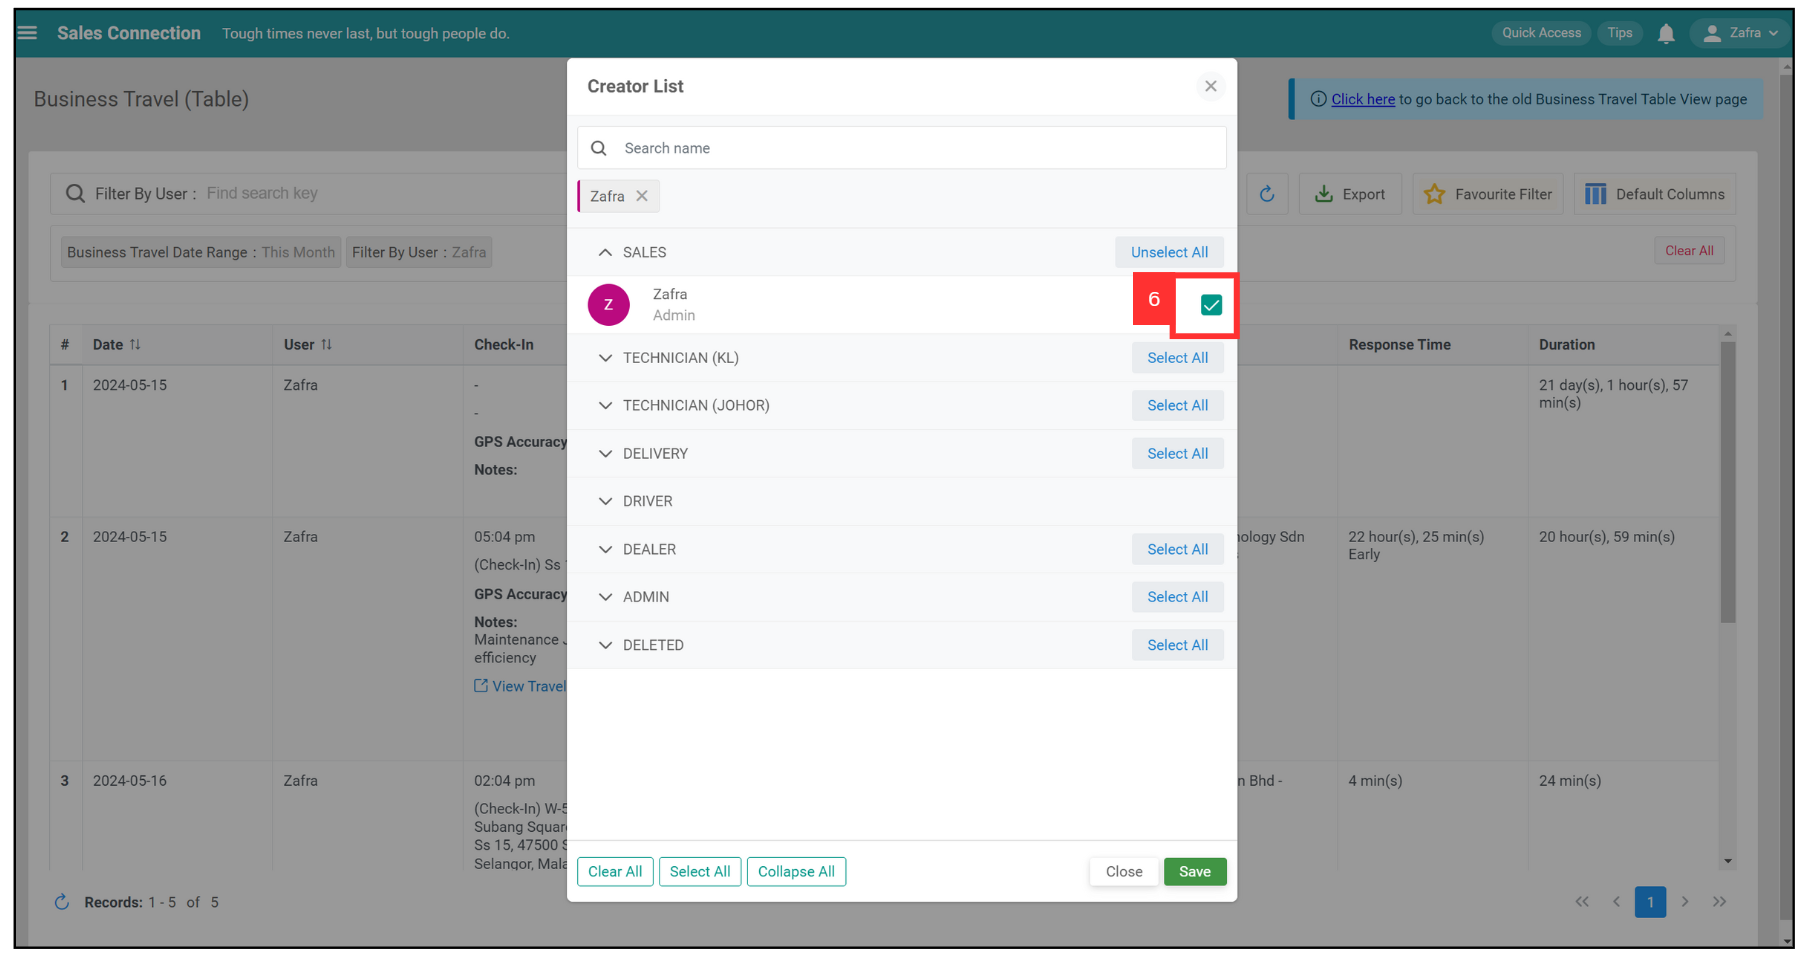 Sales Connection Tough times never last, but tough people do. Quick Access Tips Zafra
Business Travel (Table)
Click here to go back to the old Business Travel Table View page
Filter By User : Find search key
Export Favourite Filter Default Columns
Business Travel Date Range : This Month Filter By User : Zafra Clear All
# Date User Check-In Response Time Duration
1 2024-05-15 Zafra - 21 day(s), 1 hour(s), 57
min(s)
-
GPS Accuracy
Notes:
2 2024-05-15 Zafra 05:04 pm nology Sdn 22 hour(s), 25 min(s) 20 hour(s), 59 min(s)
Early
(Check-In) Ss
GPS Accuracy
Notes:
Maintenance
efficiency
View Travel
3 2024-05-16 Zafra 02:04 pm n Bhd - 4 min(s) 24 min(s)
(Check-In) W-5
Subang Squar
Ss 15, 47500 S
Selangor, Mala
Records: 1 - 5 of 5
<< < 1 > >>
Creator List
Search name
Zafra
SALES Unselect All
Z Zafra 6
Admin
TECHNICIAN (KL) Select All
TECHNICIAN (JOHOR) Select All
DELIVERY Select All
DRIVER
DEALER Select All
ADMIN Select All
DELETED Select All
Clear All Select All Collapse All Close Save